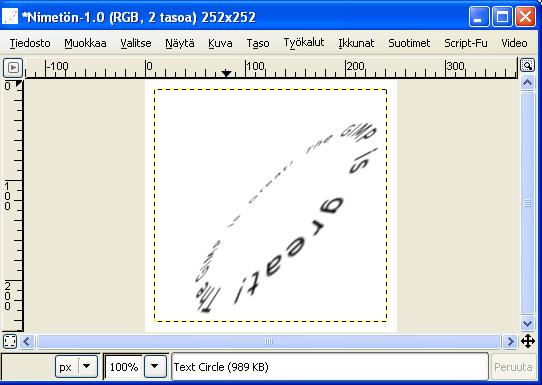 *Nimetön-1.0 (RGB, 2 tasoa) 252x252
Tiedosto Muokkaa Valitse Näytä Kuva Taso Työkalut Ikkunat Suotimet Script-Fu Video
-100 0 100 200 300
0
100
200
The
the GIMP is great!
px 100% Text Circle (989 KB) Peruuta